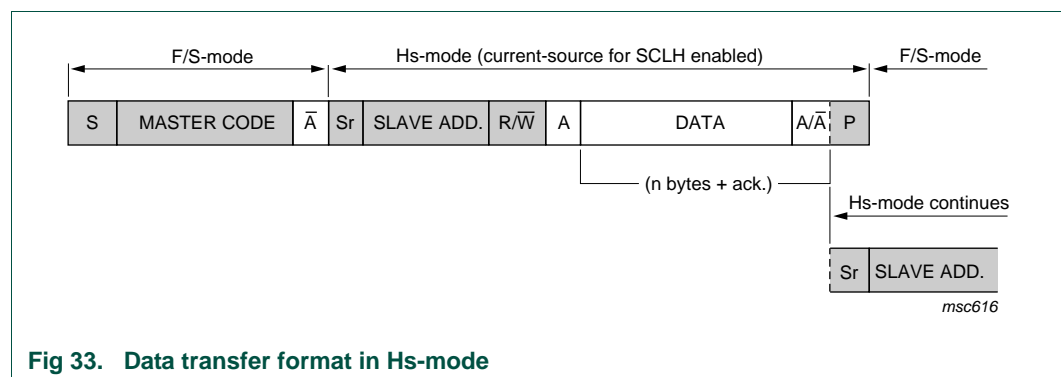 F/S-mode Hs-mode (current-source for SCLH enabled) F/S-mode
S MASTER CODE A̅ Sr SLAVE ADD. R/W̅ A DATA A/A̅ P
(n bytes + ack.)
Hs-mode continues
Sr SLAVE ADD.
msc616
Fig 33. Data transfer format in Hs-mode